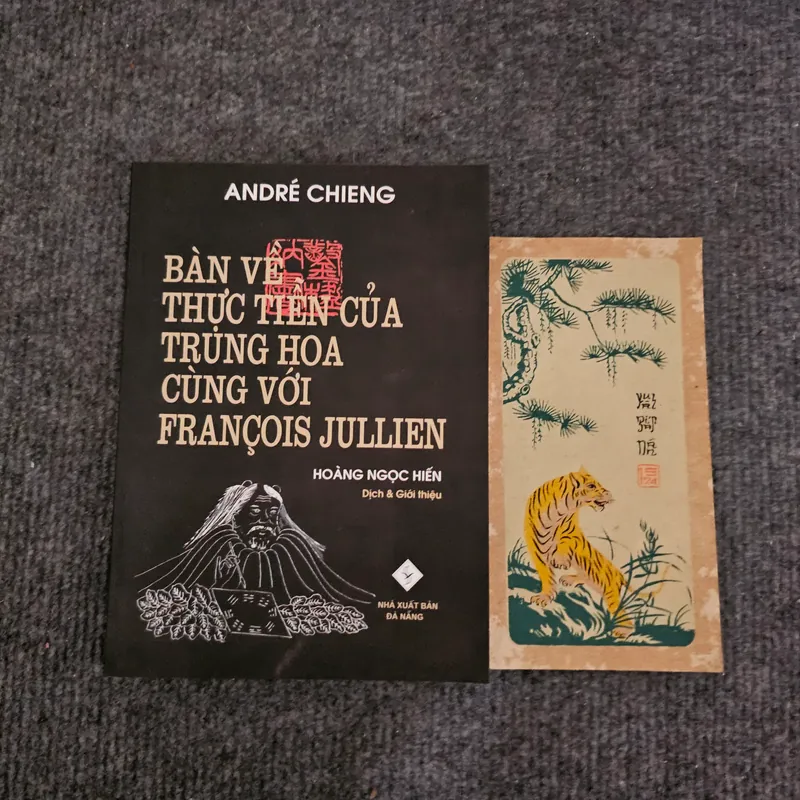 ANDRÉ CHIENG
BÀN VỀ
THỰC TIỄN CỦA
TRUNG HOA
CÙNG VỚI
FRANÇOIS JULLIEN
HOÀNG NGỌC HIẾN
Dịch & Giới thiệu
NHÀ XUẤT BẢN
ĐÀ NẴNG